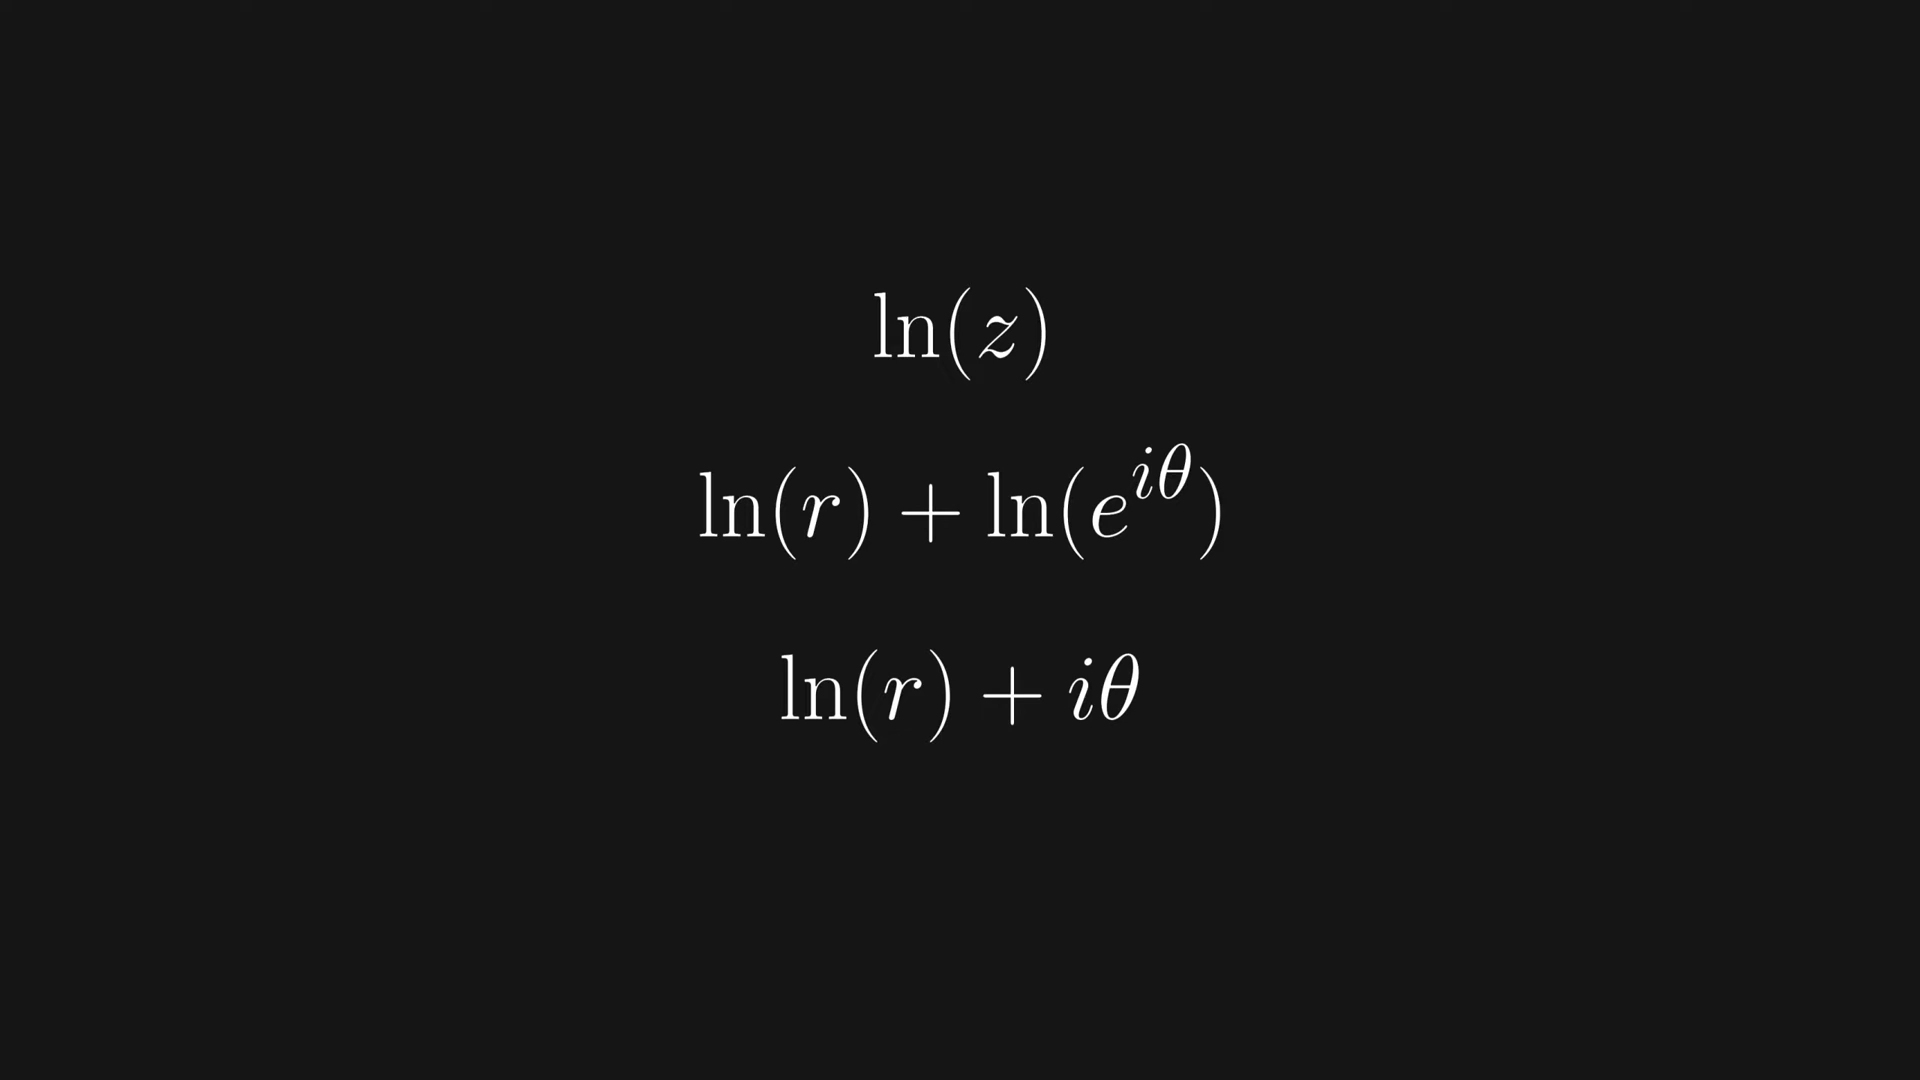 ln(z)
ln(r) + ln(e^{iθ})
ln(r) + iθ